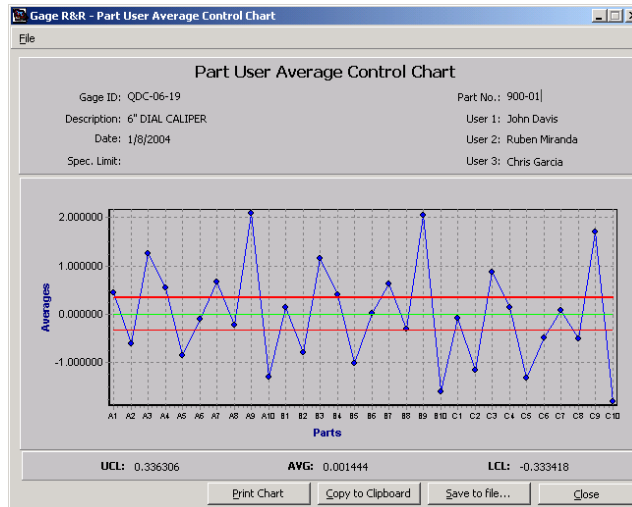 Gage R&R - Part User Average Control Chart
File
Part User Average Control Chart
Gage ID: QDC-06-19 Part No.: 900-01
Description: 6" DIAL CALIPER User 1: John Davis
Date: 1/8/2004 User 2: Ruben Miranda
Spec. Limit: User 3: Chris Garcia
2.000000
1.000000
0.000000
-1.000000
Averages
A1 A2 A3 A4 A5 A6 A7 A8 A9 A10 B1 B2 B3 B4 B5 B6 B7 B8 B9 B10 C1 C2 C3 C4 C5 C6 C7 C8 C9 C10
Parts
UCL: 0.336306 AVG: 0.001444 LCL: -0.333418
Print Chart Copy to Clipboard Save to file... Close